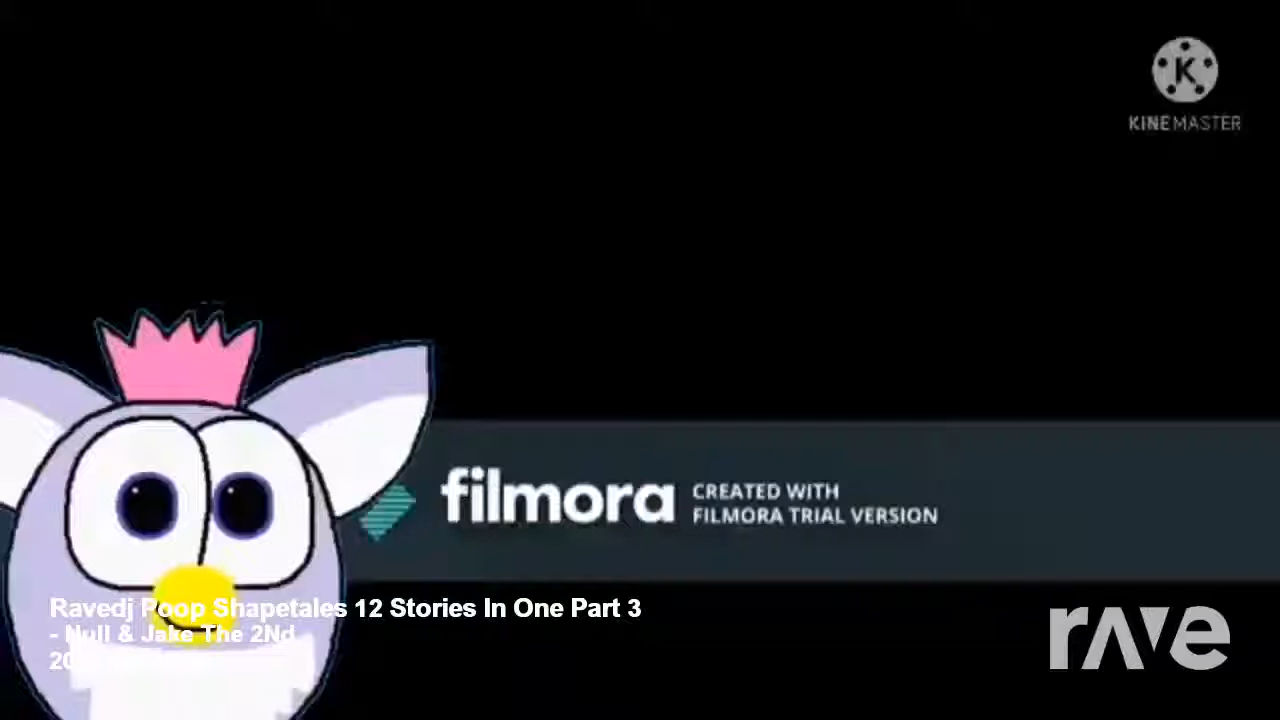 K
KINEMASTER
filmora
CREATED WITH
FILMORA TRIAL VERSION
Ravedj Poop Shapetales 12 Stories In One Part 3
- Null & Jake The 2Nd
rave